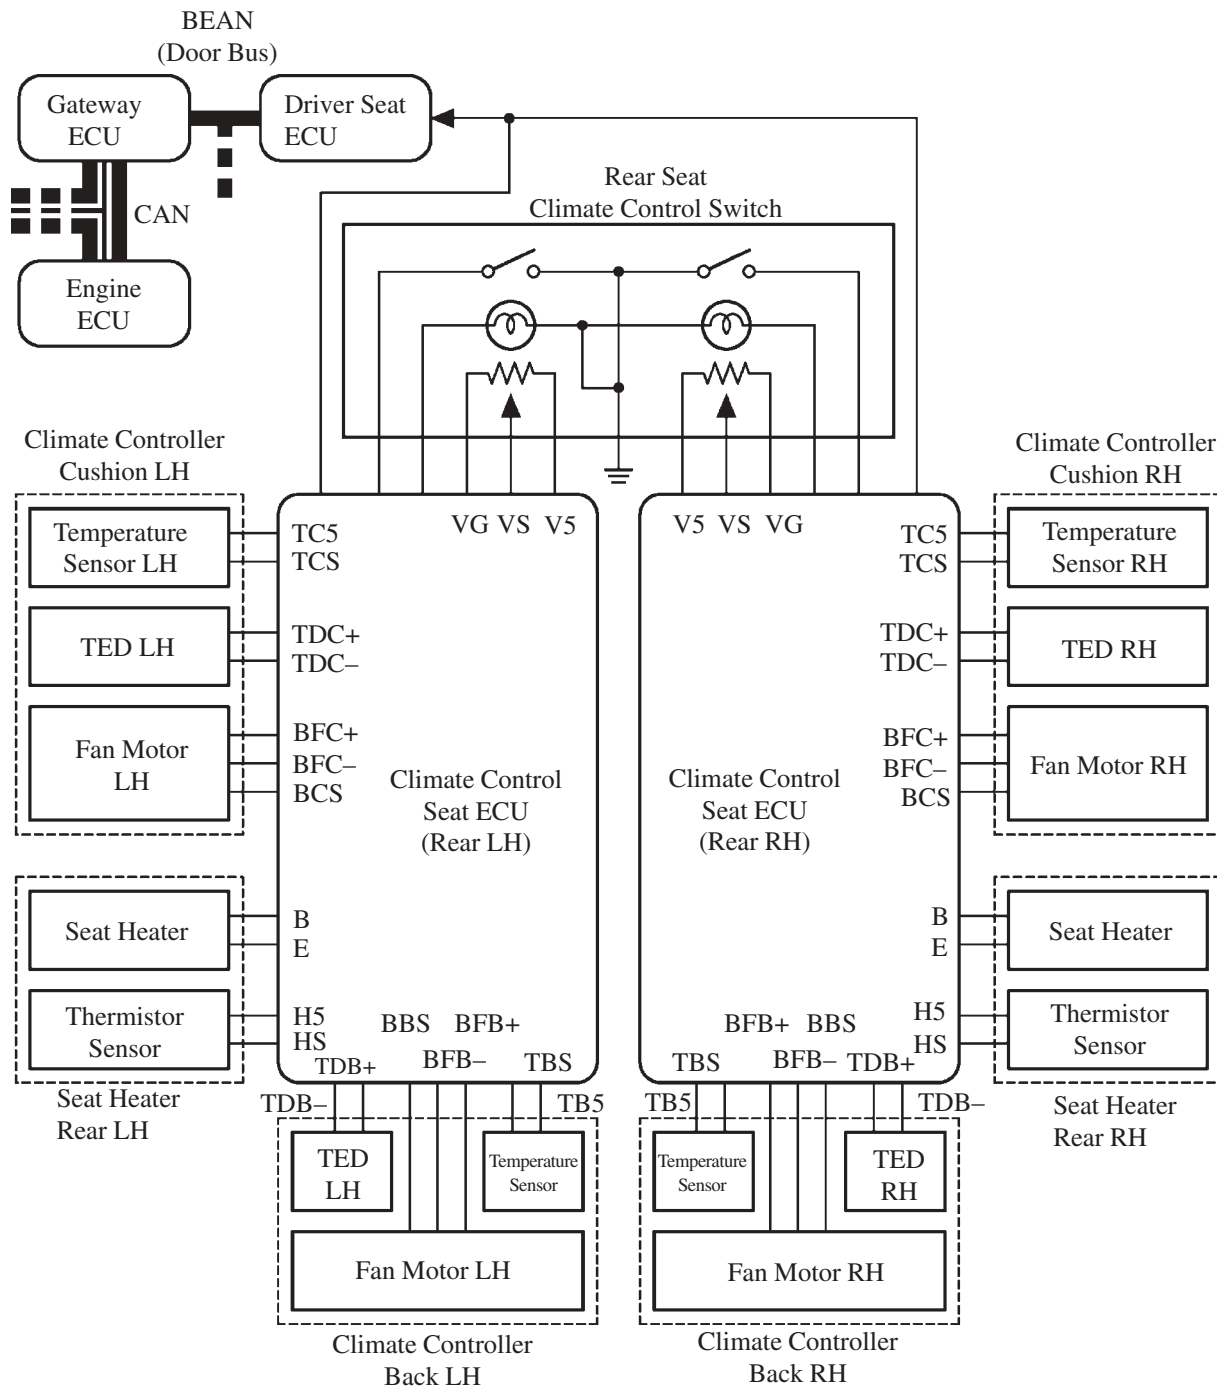 BEAN
(Door Bus)
Gateway
ECU
Driver Seat
ECU
CAN
Engine
ECU
Rear Seat
Climate Control Switch
Climate Controller
Cushion LH
Temperature
Sensor LH
TED LH
Fan Motor
LH
Seat Heater
Thermistor
Sensor
Seat Heater
Rear LH
VG VS V5
TC5
TCS
TDC+
TDC–
BFC+
BFC–
BCS
Climate Control
Seat ECU
(Rear LH)
B
E
H5
HS
BBS BFB+
TDB+ BFB– TBS
TDB– TB5
TED
LH
Temperature
Sensor
Fan Motor LH
Climate Controller
Back LH
V5 VS VG
TC5
TCS
TDC+
TDC–
BFC+
BFC–
BCS
Climate Control
Seat ECU
(Rear RH)
B
E
H5
HS
BFB+ BBS
TBS BFB– TDB+
TB5 TDB–
Temperature
Sensor
TED
RH
Fan Motor RH
Climate Controller
Back RH
Climate Controller
Cushion RH
Temperature
Sensor RH
TED RH
Fan Motor RH
Seat Heater
Thermistor
Sensor
Seat Heater
Rear RH